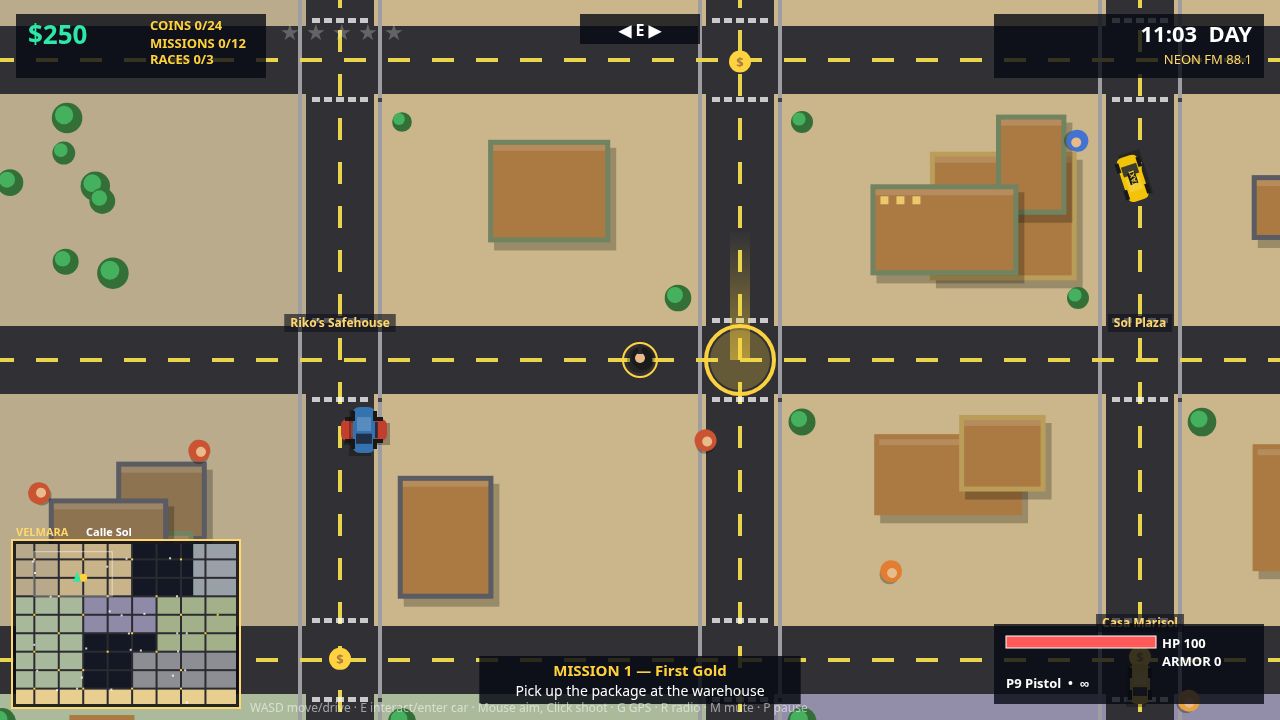 $250
COINS 0/24
MISSIONS 0/12
RACES 0/3
◀ E ▶
11:03 DAY
NEON FM 88.1
TAXI
Riko's Safehouse
Sol Plaza
VELMARA Calle Sol
Casa Marisol
MISSION 1 — First Gold
Pick up the package at the warehouse
HP 100
ARMOR 0
P9 Pistol • ∞
WASD move/drive · E interact/enter car · Mouse aim, Click shoot · G GPS · R radio · M mute · P pause